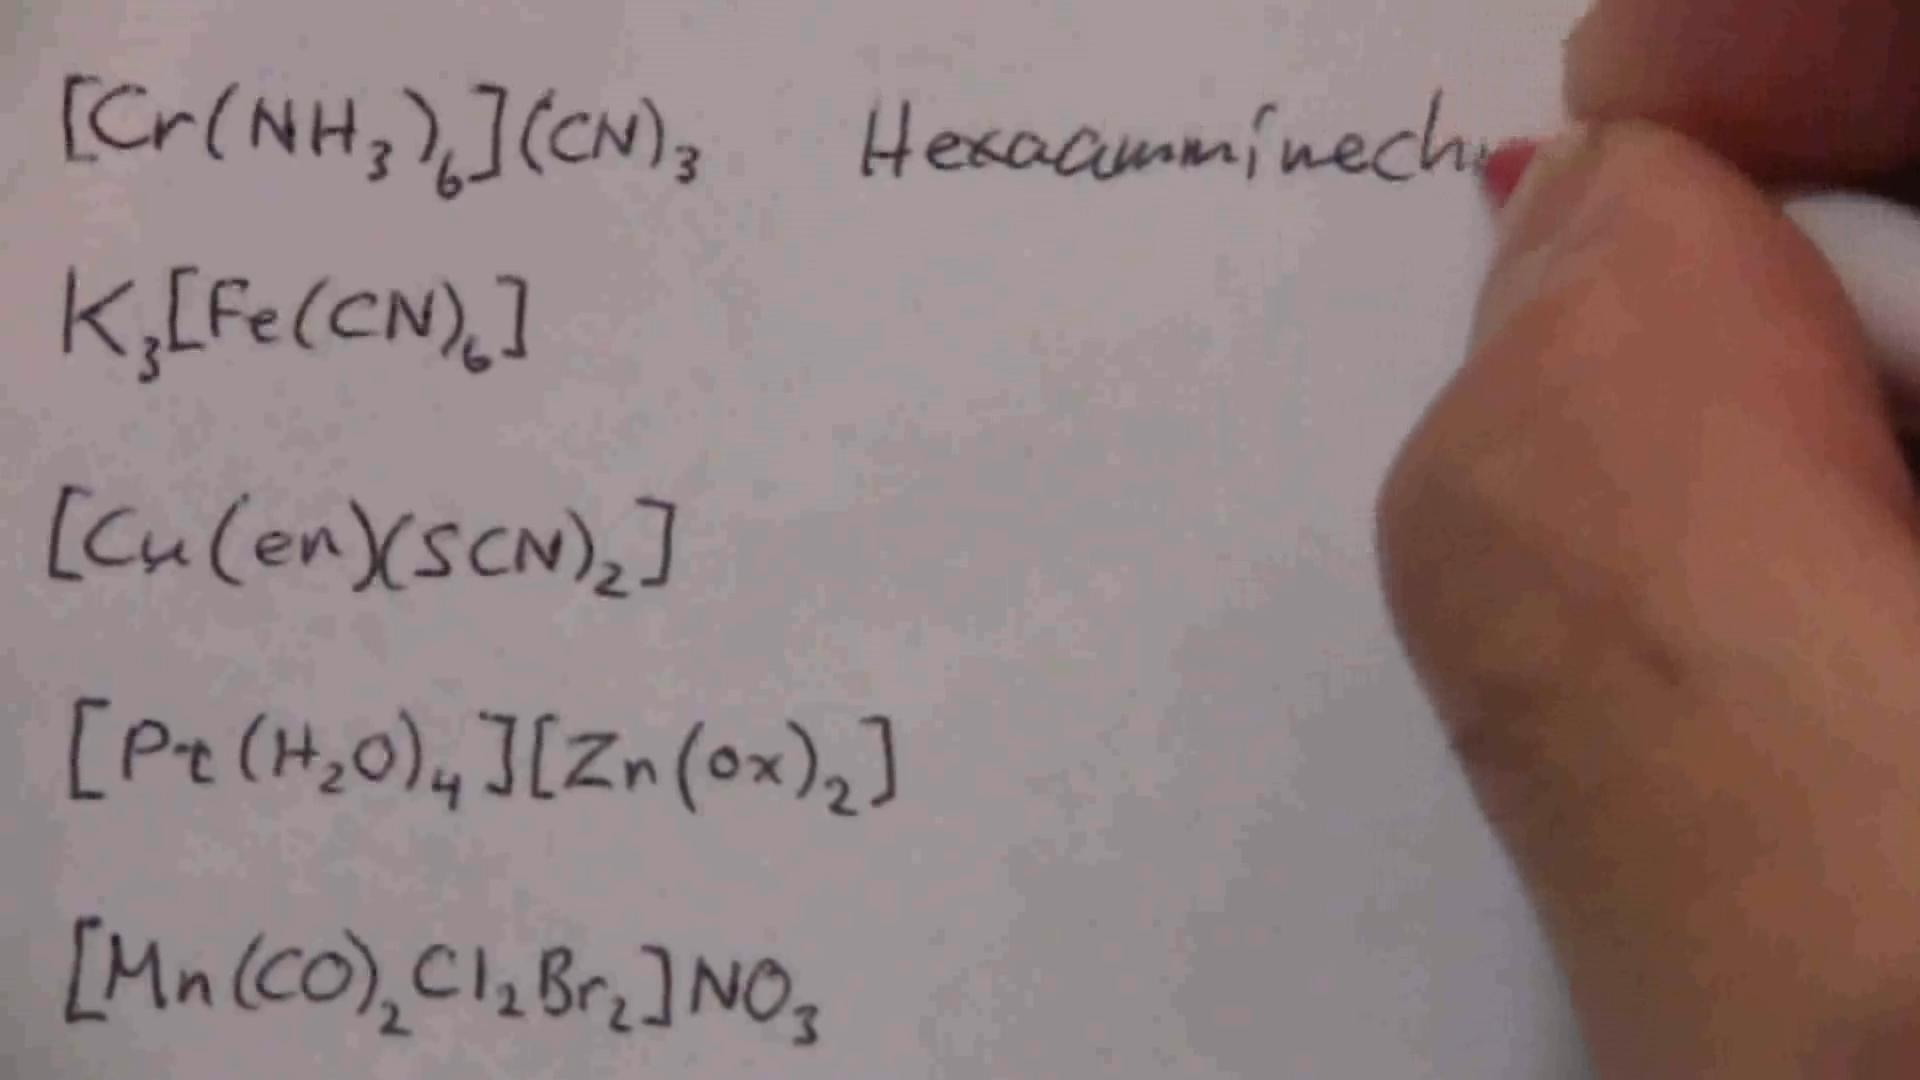 [Cr(NH₃)₆](CN)₃ Hexaamminech
K₃[Fe(CN)₆]
[Cu(en)(SCN)₂]
[Pt(H₂O)₄][Zn(ox)₂]
[Mn(CO)₂Cl₂Br₂]NO₃